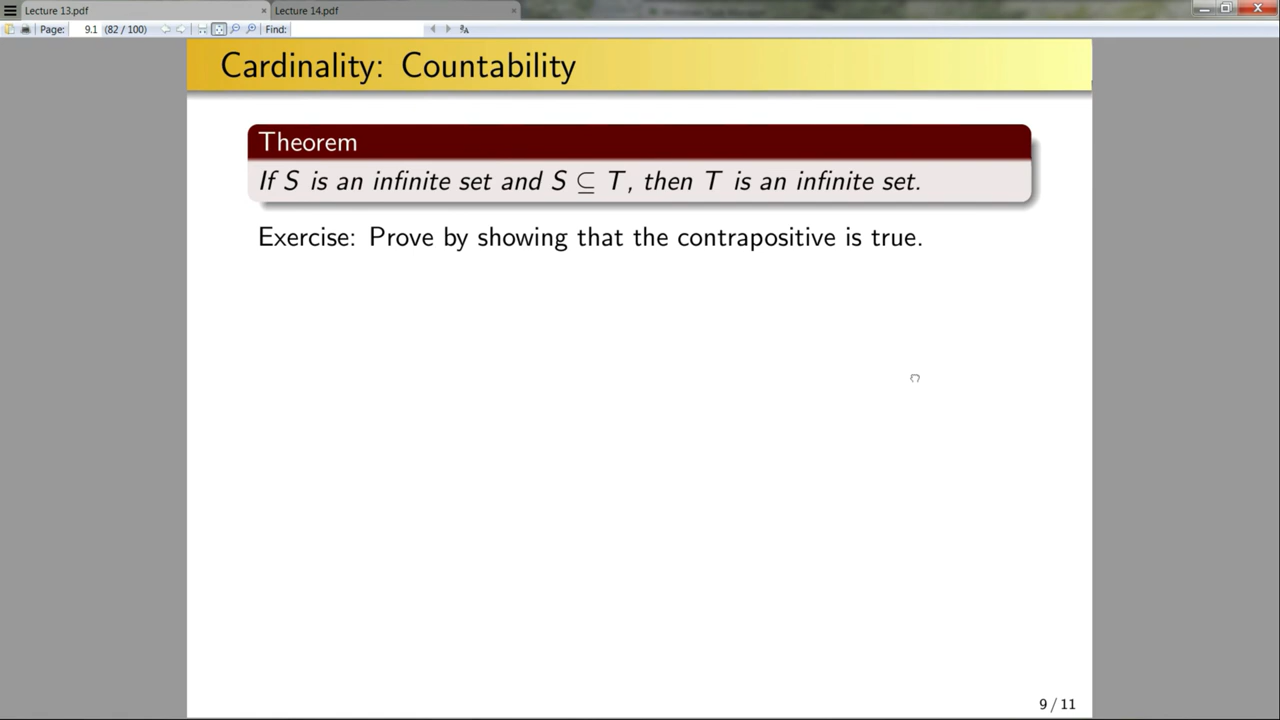 Lecture 13.pdf × Lecture 14.pdf ×
Page: 9.1 (82 / 100) Find:
Cardinality: Countability
Theorem
If S is an infinite set and S ⊆ T, then T is an infinite set.
Exercise: Prove by showing that the contrapositive is true.
9 / 11